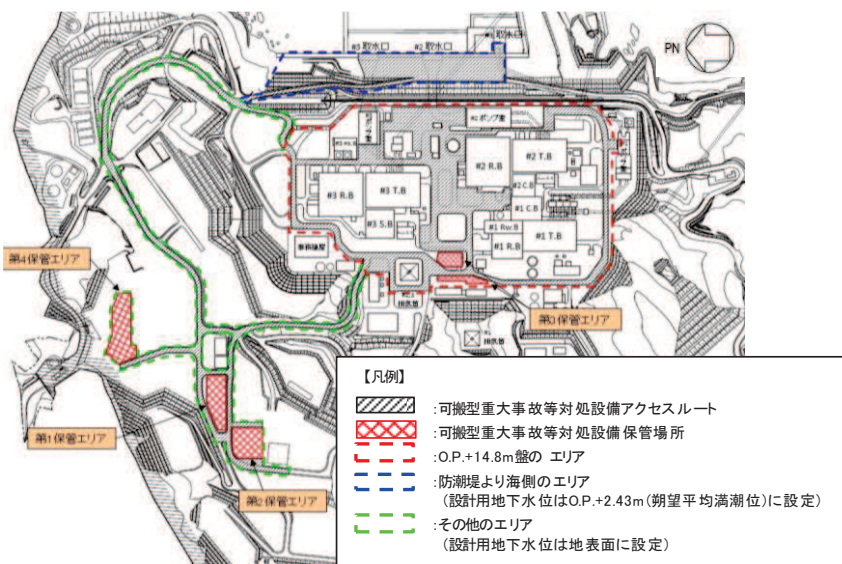 #3 取水口
#2 取水口
#1 取水口
PN
#2 ポンプ室
#2 R.B
#2 T.B
#3 R.B
#3 T.B
#2 C.B
#1 C.B
#3 S.B
#1 Rw.B
#1 R.B
#1 T.B
事務建屋
第4保管エリア
第3保管エリア
第1保管エリア
第2保管エリア
【凡例】
:可搬型重大事故等対処設備アクセスルート
:可搬型重大事故等対処設備保管場所
:O.P.+14.8m盤の エリア
:防潮堤より海側のエリア
(設計用地下水位はO.P.+2.43m(朔望平均満潮位)に設定)
:その他のエリア
(設計用地下水位は地表面に設定)